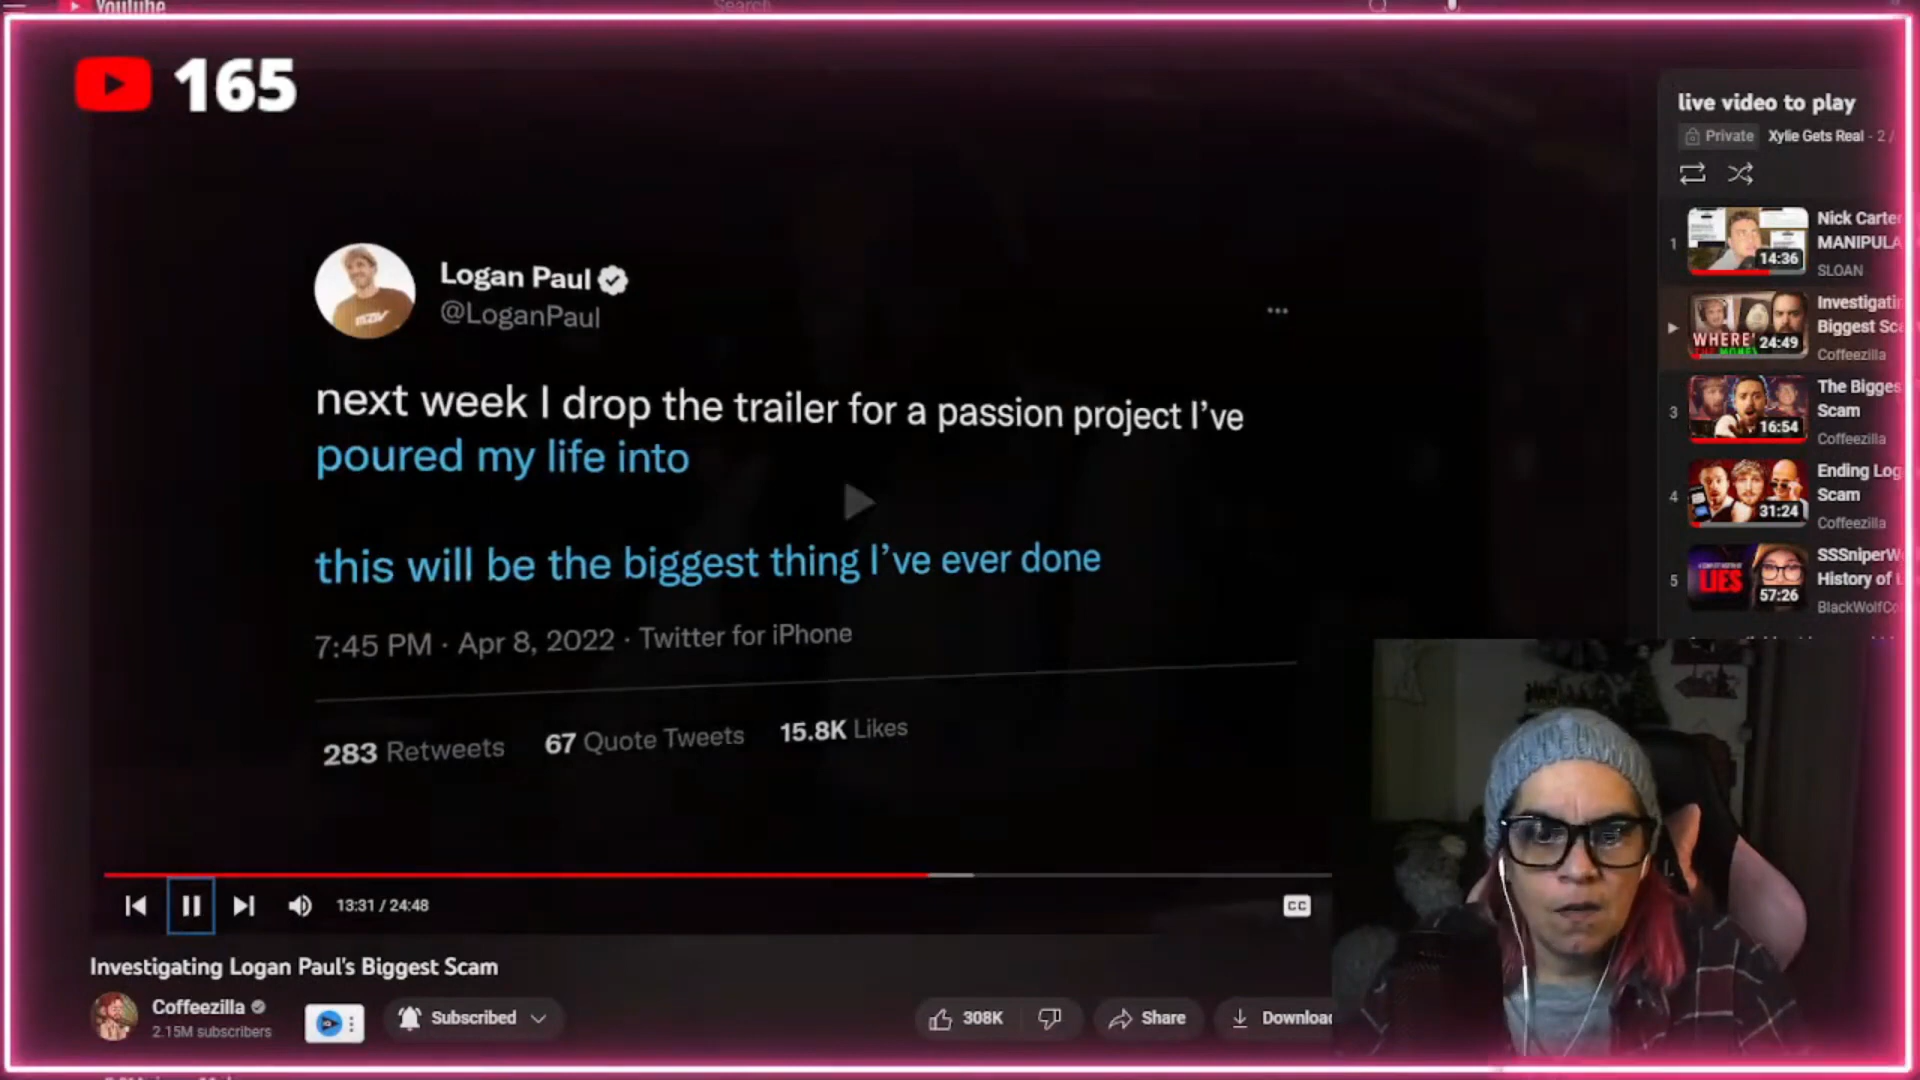 YouTube
Search
165
live video to play
Private Xylie Gets Real - 2 /
Logan Paul
@LoganPaul
next week I drop the trailer for a passion project I've
poured my life into
this will be the biggest thing I've ever done
7:45 PM · Apr 8, 2022 · Twitter for iPhone
283 Retweets 67 Quote Tweets 15.8K Likes
1
14:36
Nick Carter
MANIPULA
SLOAN
WHERE'
24:49
Investigati
Biggest Sca
Coffeezilla
3
16:54
The Bigges
Scam
Coffeezilla
4
31:24
Ending Log
Scam
Coffeezilla
5
LIES
57:26
SSSniperW
History of L
BlackWolfCo
13:31 / 24:48
CC
Investigating Logan Paul's Biggest Scam
Coffeezilla
2.15M subscribers
Subscribed
308K
Share
Download